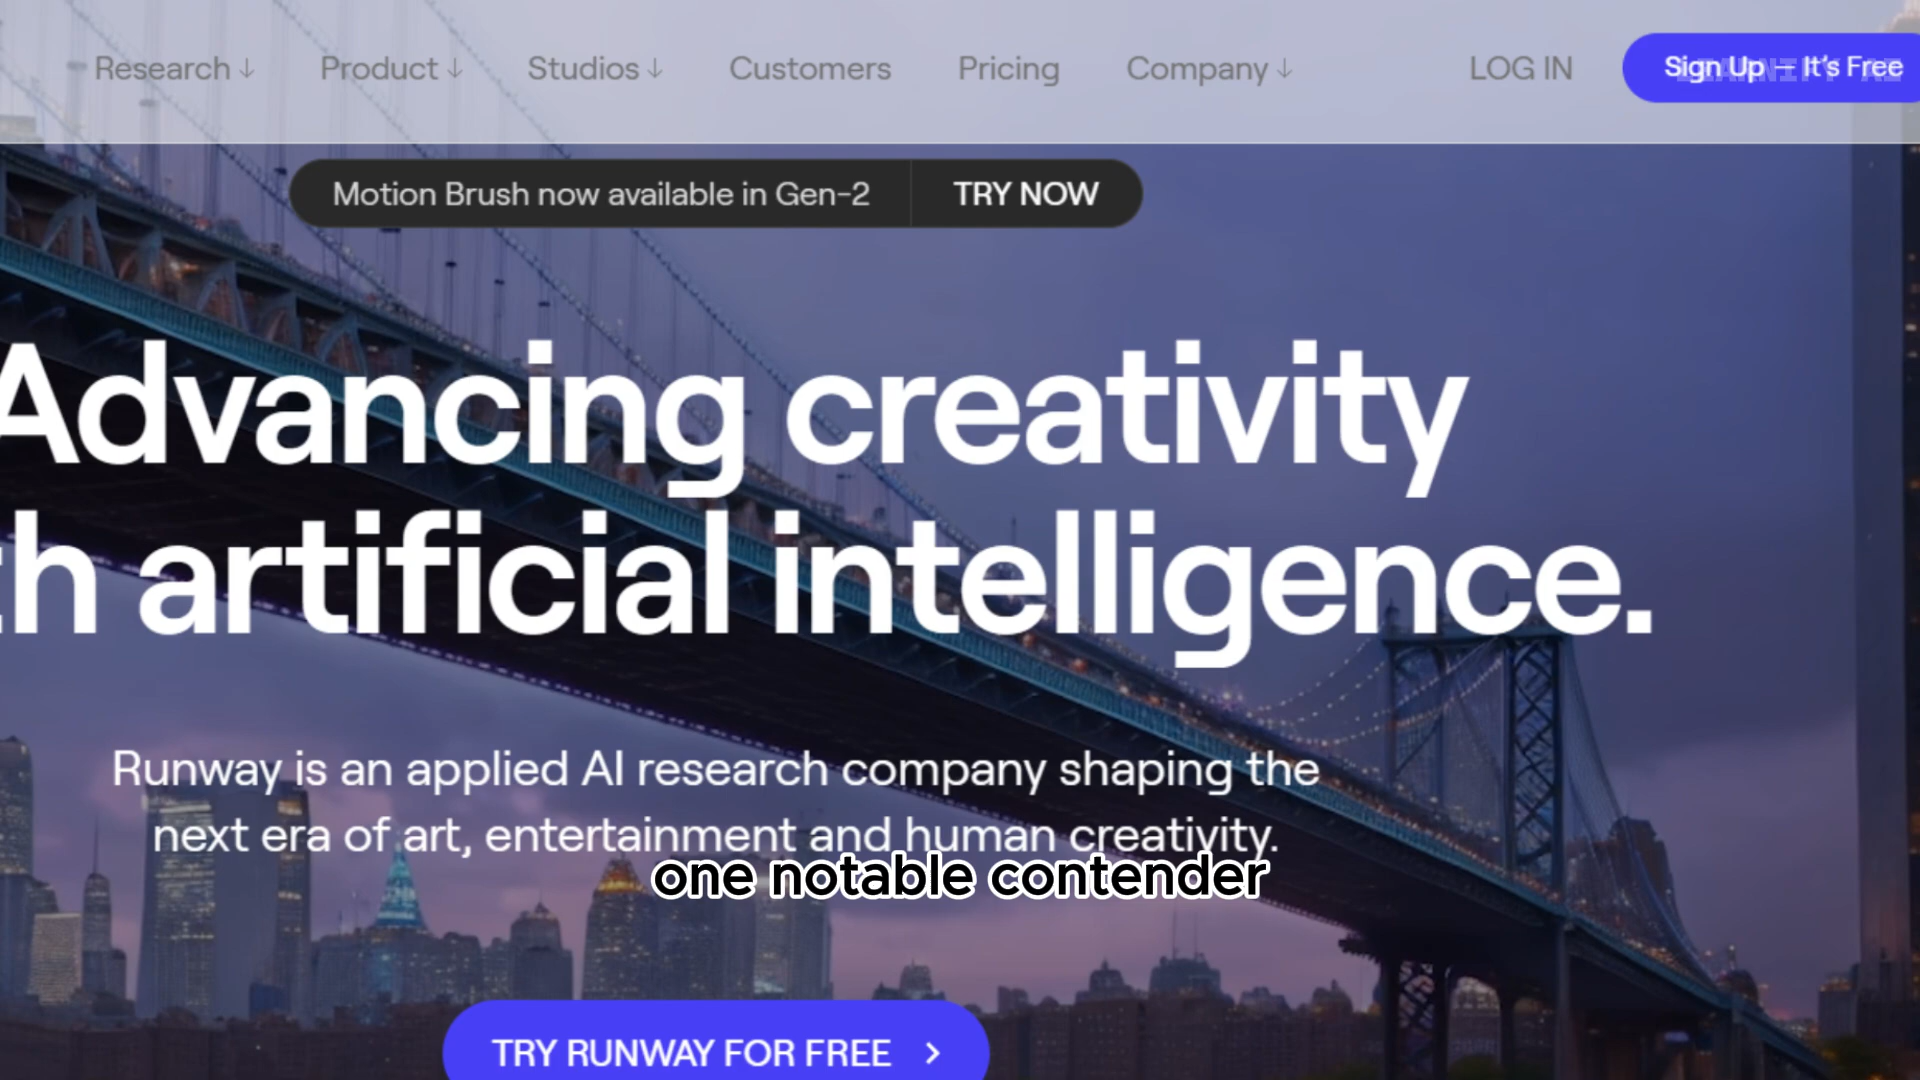 Research ↓ Product ↓ Studios ↓ Customers Pricing Company ↓ LOG IN Sign Up — It's Free
Motion Brush now available in Gen-2 TRY NOW
Advancing creativity
th artificial intelligence.
Runway is an applied AI research company shaping the
next era of art, entertainment and human creativity.
one notable contender
TRY RUNWAY FOR FREE >